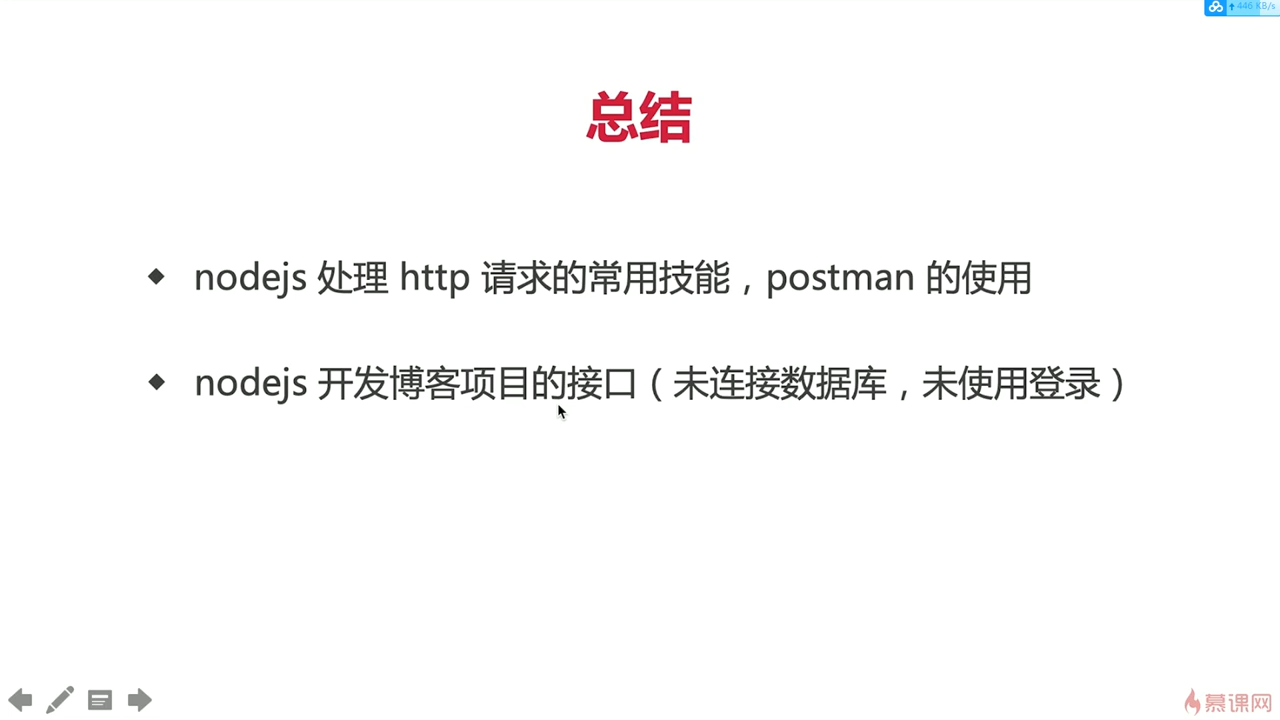 446 KB/s
总结
nodejs 处理 http 请求的常用技能，postman 的使用
nodejs 开发博客项目的接口（未连接数据库，未使用登录）
慕课网